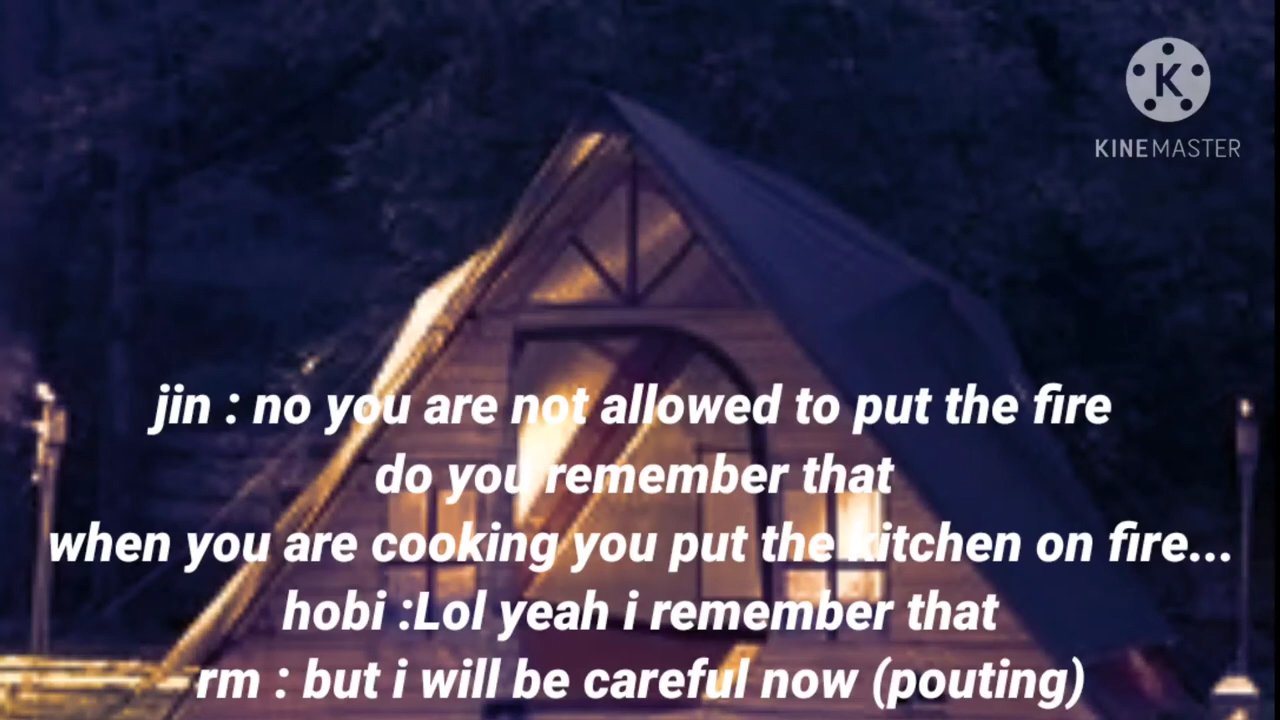 K
KINEMASTER
jin : no you are not allowed to put the fire
do you remember that
when you are cooking you put the kitchen on fire...
hobi :Lol yeah i remember that
rm : but i will be careful now (pouting)